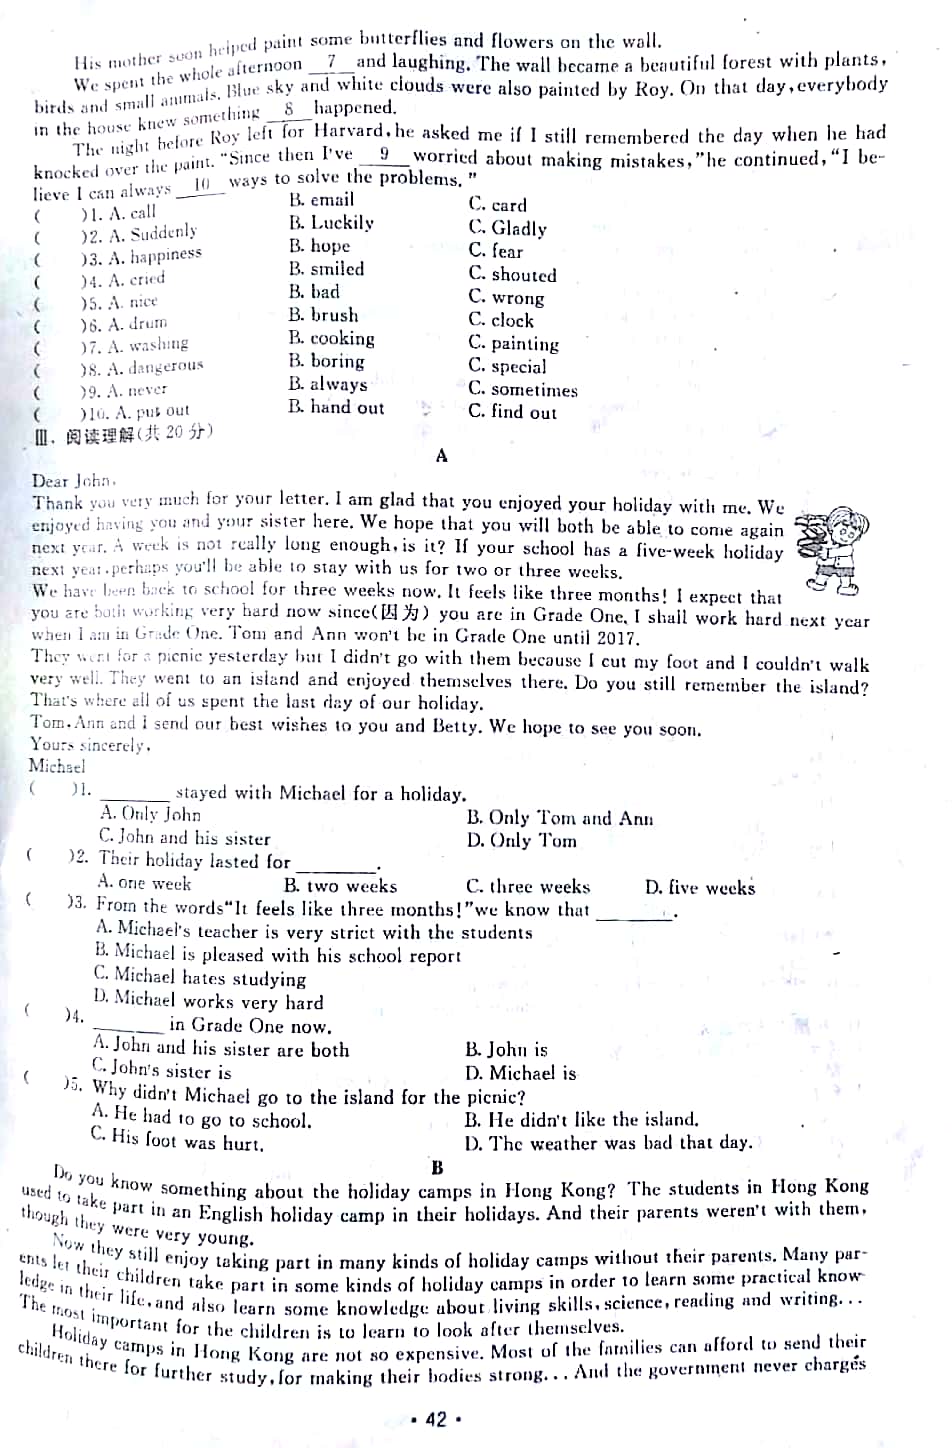 His mother soon helped paint some butterflies and flowers on the wall.
We spent the whole afternoon 7 and laughing. The wall became a beautiful forest with plants,
birds and small animals. Blue sky and white clouds were also painted by Roy. On that day, everybody
in the house knew something 8 happened.
The night before Roy left for Harvard, he asked me if I still remembered the day when he had
knocked over the paint. "Since then I've 9 worried about making mistakes," he continued, "I be-
lieve I can always 10 ways to solve the problems."
( )1. A. call B. email C. card
( )2. A. Suddenly B. Luckily C. Gladly
( )3. A. happiness B. hope C. fear
( )4. A. cried B. smiled C. shouted
( )5. A. nice B. bad C. wrong
( )6. A. drum B. brush C. clock
( )7. A. washing B. cooking C. painting
( )8. A. dangerous B. boring C. special
( )9. A. never B. always C. sometimes
( )10. A. put out B. hand out C. find out
Ⅲ. 阅读理解(共 20 分)
A
Dear John,
Thank you very much for your letter. I am glad that you enjoyed your holiday with me. We
enjoyed having you and your sister here. We hope that you will both be able to come again
next year. A week is not really long enough, is it? If your school has a five-week holiday
next year, perhaps you'll be able to stay with us for two or three weeks.
We have been back to school for three weeks now. It feels like three months! I expect that
you are both working very hard now since(因为) you are in Grade One. I shall work hard next year
when I am in Grade One. Tom and Ann won't be in Grade One until 2017.
They went for a picnic yesterday but I didn't go with them because I cut my foot and I couldn't walk
very well. They went to an island and enjoyed themselves there. Do you still remember the island?
That's where all of us spent the last day of our holiday.
Tom, Ann and I send our best wishes to you and Betty. We hope to see you soon.
Yours sincerely,
Michael
( )1. ______ stayed with Michael for a holiday.
A. Only John B. Only Tom and Ann
C. John and his sister D. Only Tom
( )2. Their holiday lasted for ______.
A. one week B. two weeks C. three weeks D. five weeks
( )3. From the words "It feels like three months!" we know that ______.
A. Michael's teacher is very strict with the students
B. Michael is pleased with his school report
C. Michael hates studying
D. Michael works very hard
( )4. ______ in Grade One now.
A. John and his sister are both B. John is
C. John's sister is D. Michael is
( )5. Why didn't Michael go to the island for the picnic?
A. He had to go to school. B. He didn't like the island.
C. His foot was hurt. D. The weather was bad that day.
B
Do you know something about the holiday camps in Hong Kong? The students in Hong Kong
used to take part in an English holiday camp in their holidays. And their parents weren't with them,
though they were very young.
Now they still enjoy taking part in many kinds of holiday camps without their parents. Many par-
ents let their children take part in some kinds of holiday camps in order to learn some practical know-
ledge in their life, and also learn some knowledge about living skills, science, reading and writing...
The most important for the children is to learn to look after themselves.
Holiday camps in Hong Kong are not so expensive. Most of the families can afford to send their
children there for further study, for making their bodies strong... And the government never charges
· 42 ·